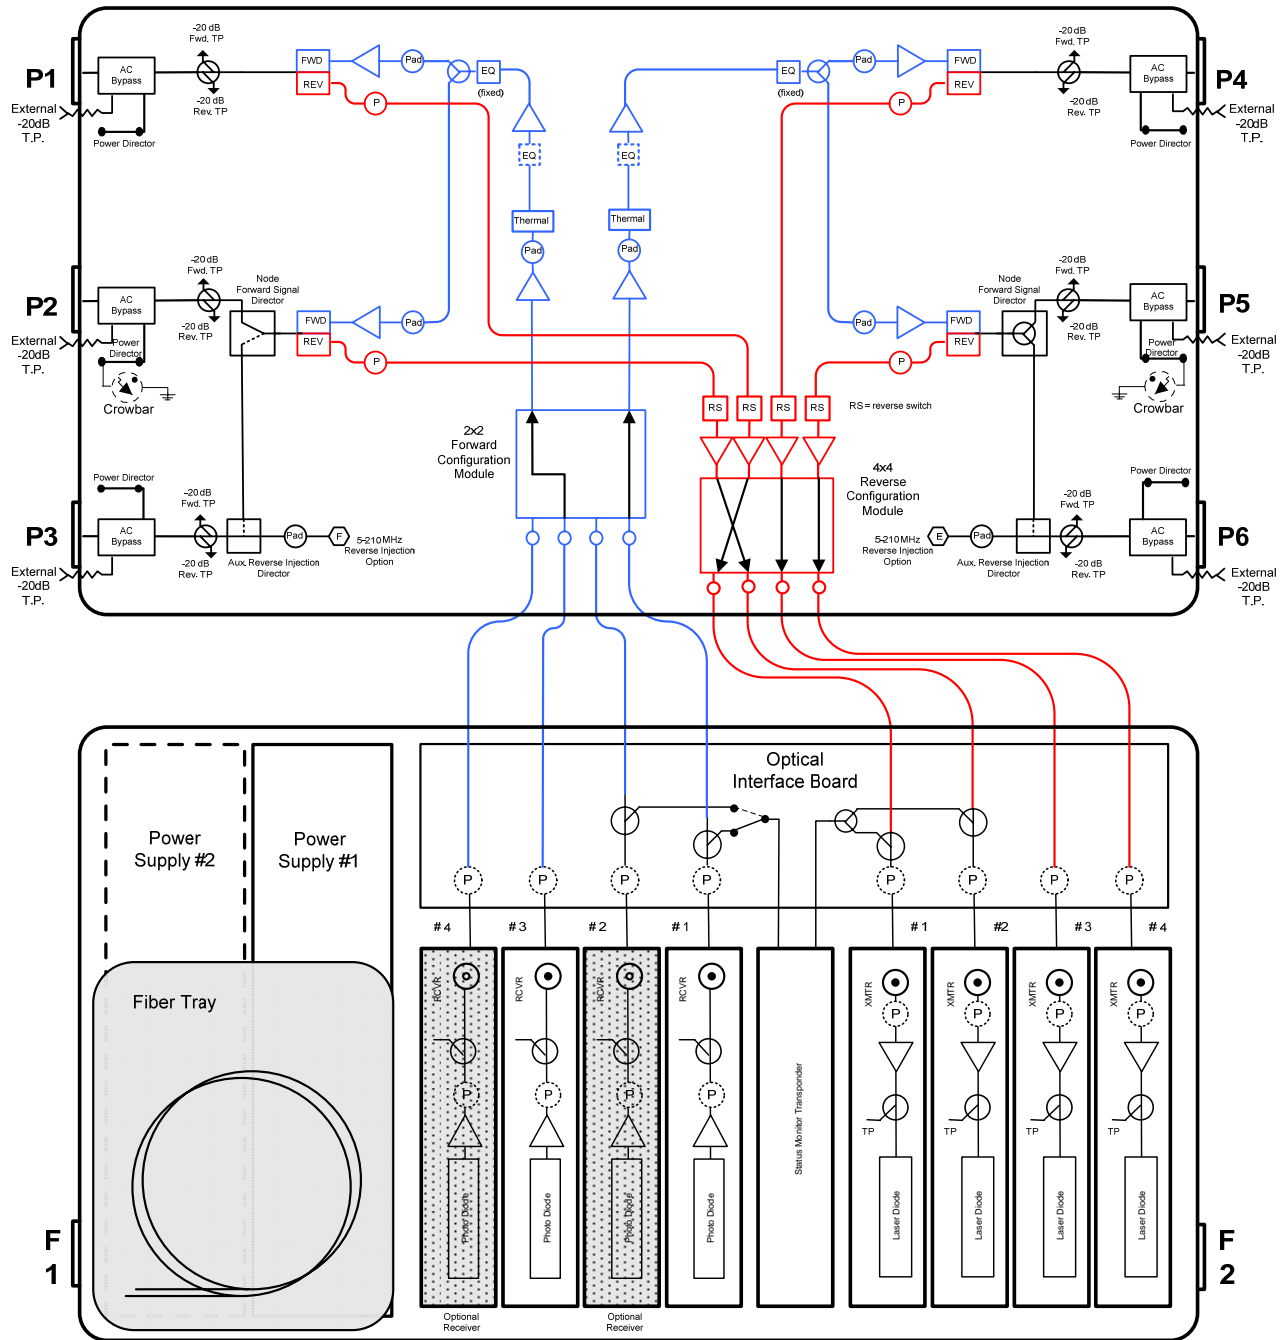 -20 dB
Fwd. TP
-20 dB
Rev. TP
P1
AC
Bypass
External
-20dB
T.P.
Power Director
FWD
REV
Pad
P
EQ
(fixed)
EQ
Thermal
Pad
EQ
(fixed)
EQ
Thermal
Pad
Pad
FWD
REV
P
-20 dB
Fwd. TP
-20 dB
Rev. TP
AC
Bypass
P4
External
-20dB
T.P.
Power Director
-20 dB
Fwd. TP
-20 dB
Rev. TP
P2
AC
Bypass
External
-20dB
T.P.
Power
Director
Crowbar
Node
Forward Signal
Director
FWD
REV
Pad
P
Pad
FWD
REV
P
Node
Forward Signal
Director
-20 dB
Fwd. TP
-20 dB
Rev. TP
AC
Bypass
P5
External
-20dB
T.P.
Power
Director
Crowbar
RS
RS
RS
RS
RS = reverse switch
2x2
Forward
Configuration
Module
4x4
Reverse
Configuration
Module
Power Director
-20 dB
Fwd. TP
-20 dB
Rev. TP
P3
AC
Bypass
External
-20dB
T.P.
Pad
F
5-210MHz
Reverse Injection
Option
Aux. Reverse Injection
Director
5-210 MHz
Reverse Injection
Option
E
Pad
Aux. Reverse Injection
Director
-20 dB
Fwd. TP
-20 dB
Rev. TP
Power Director
AC
Bypass
P6
External
-20dB
T.P.
Optical
Interface Board
Power
Supply #2
Power
Supply #1
P
P
P
P
P
P
P
P
#4
#3
#2
#1
#1
#2
#3
#4
Fiber Tray
RCVR
P
Photo Diode
RCVR
P
Photo Diode
RCVR
P
Photo Diode
RCVR
P
Photo Diode
Status Monitor Transponder
XMTR
P
TP
Laser Diode
XMTR
P
TP
Laser Diode
XMTR
P
TP
Laser Diode
XMTR
P
TP
Laser Diode
F
1
F
2
Optional
Receiver
Optional
Receiver